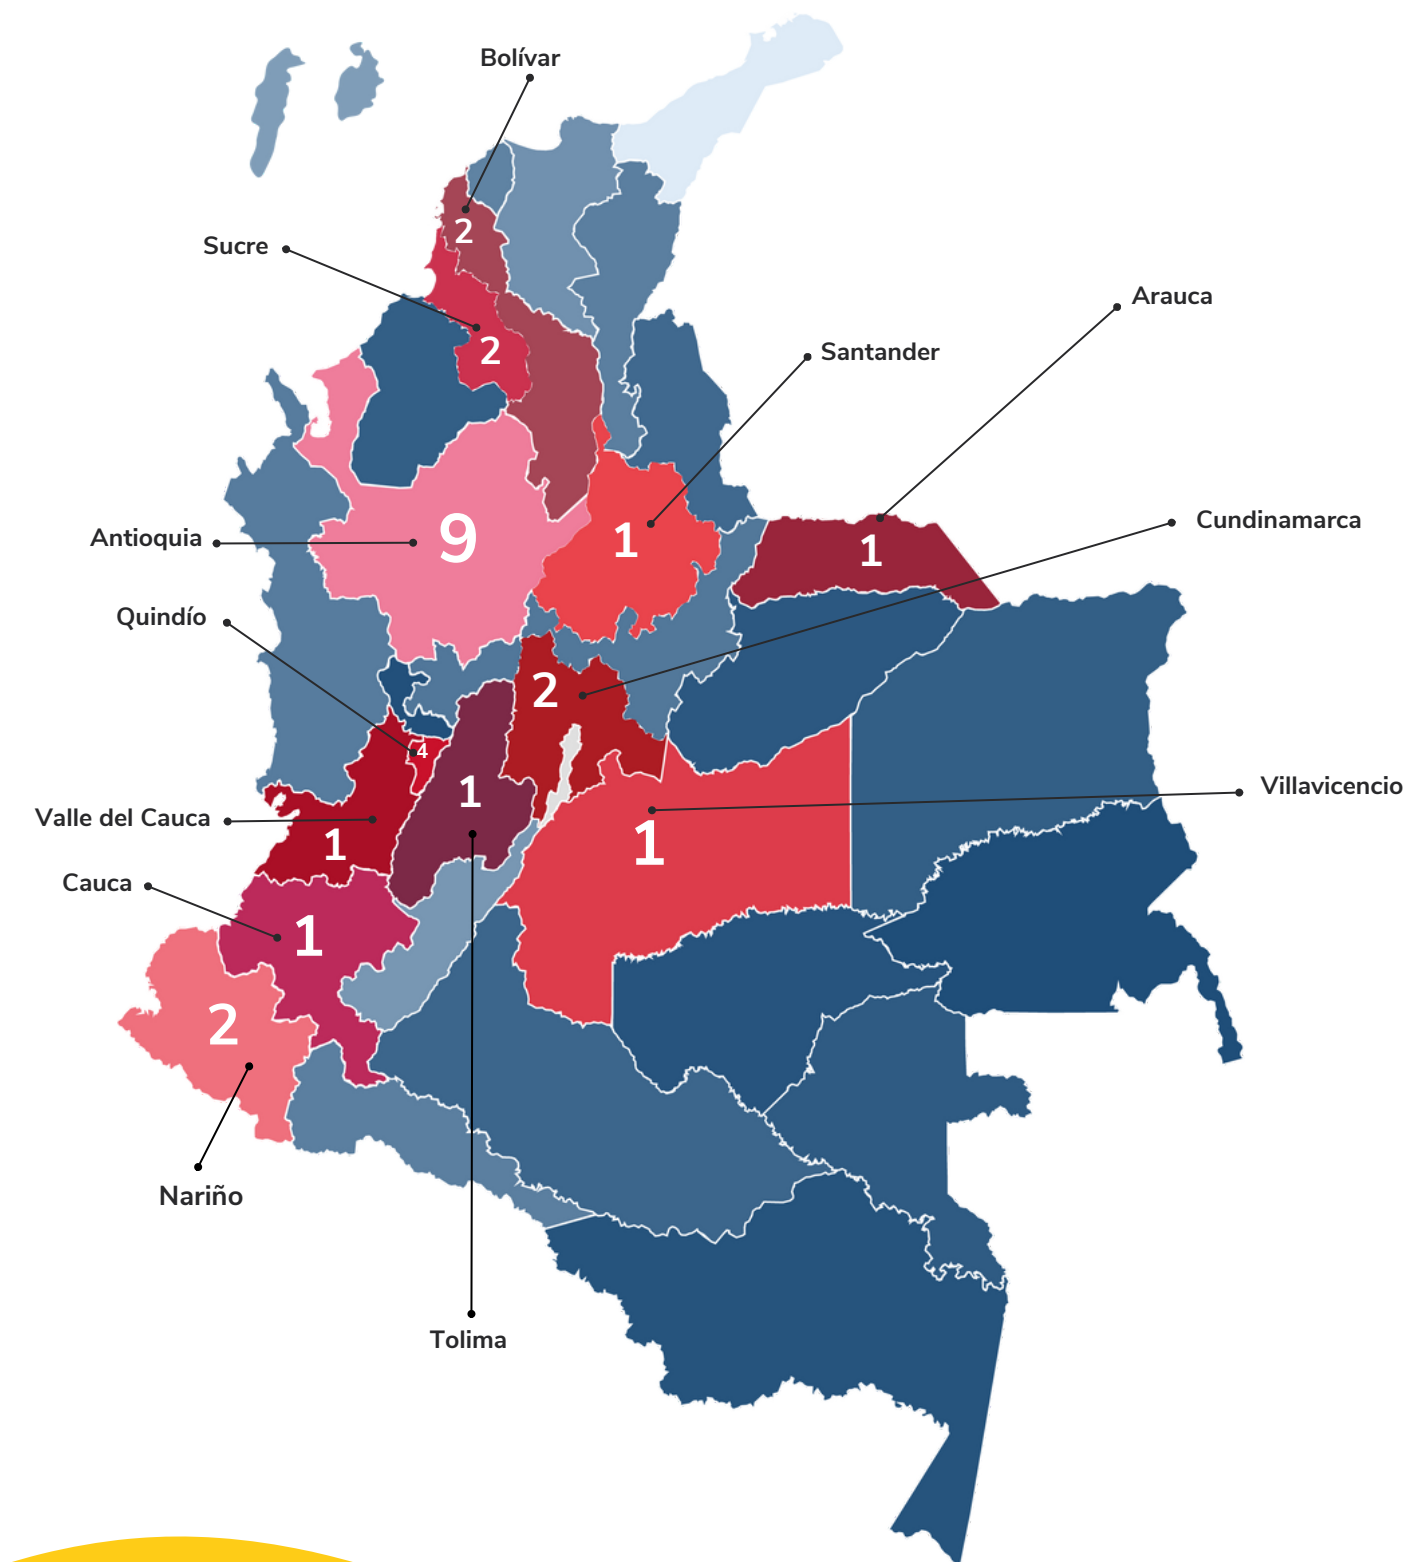 Bolívar
2
Sucre
2
Arauca
Santander
Cundinamarca
Antioquia
9
1
1
Quindío
2
4
Villavicencio
1
Valle del Cauca
1
1
Cauca
1
2
Nariño
Tolima